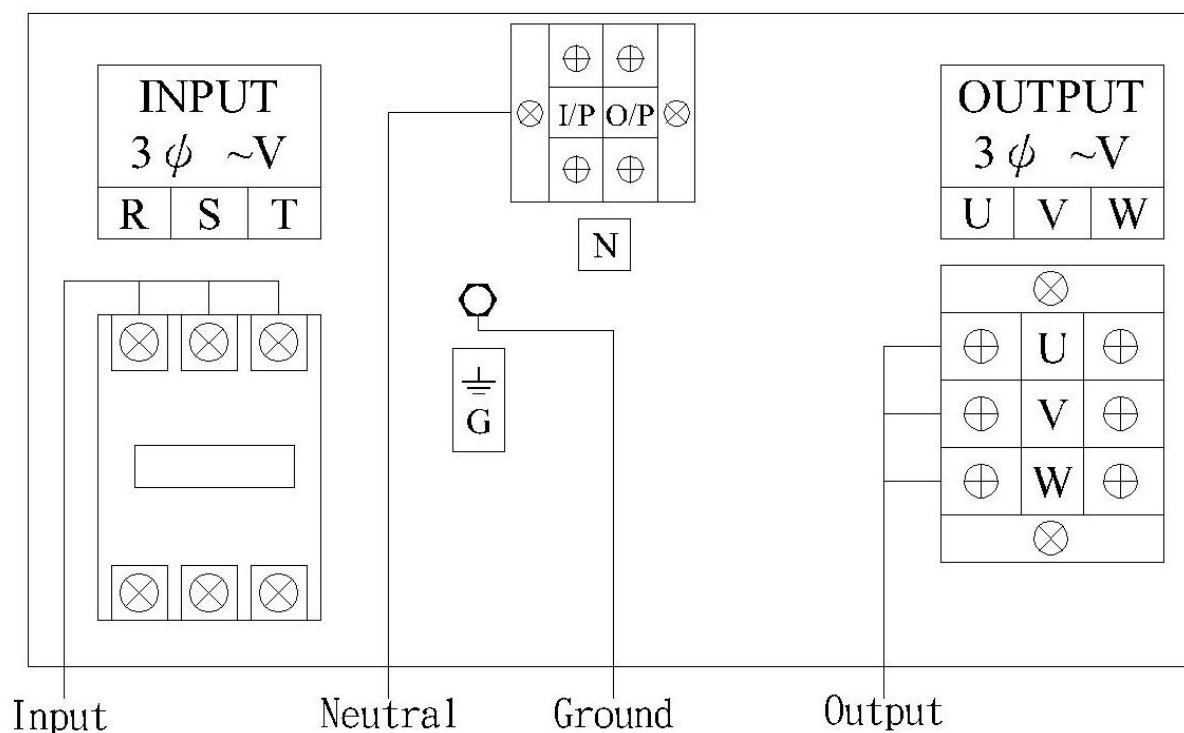 INPUT
3 ϕ ~V
R S T
I/P O/P
N
G
OUTPUT
3 ϕ ~V
U V W
U
V
W
Input Neutral Ground Output